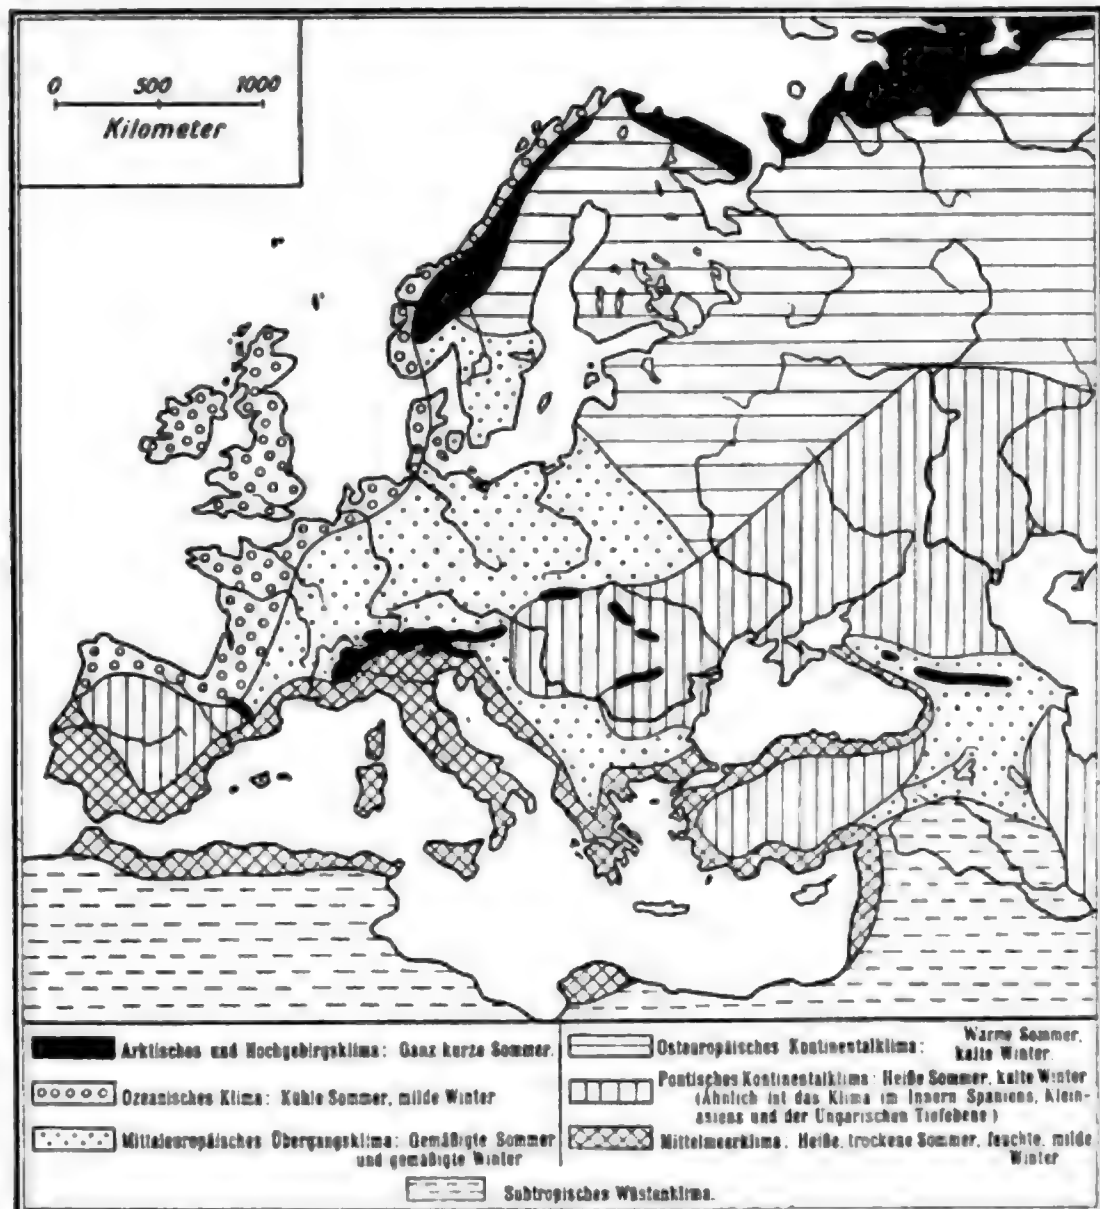 0 500 1000
Kilometer
Arktisches und Hochgebirgsklima: Ganz kurze Sommer.
Ozeanisches Klima: Kühle Sommer, milde Winter
Mitteleuropäisches Übergangsklima: Gemäßigte Sommer
und gemäßigte Winter
Osteuropäisches Kontinentalklima: Warme Sommer,
kalte Winter.
Pontisches Kontinentalklima: Heiße Sommer, kalte Winter
(Ähnlich ist das Klima im Innern Spaniens, Klein-
asiens und der Ungarischen Tiefebene)
Mittelmeerklima: Heiße, trockene Sommer, feuchte, milde
Winter
Subtropisches Wüstenklima.